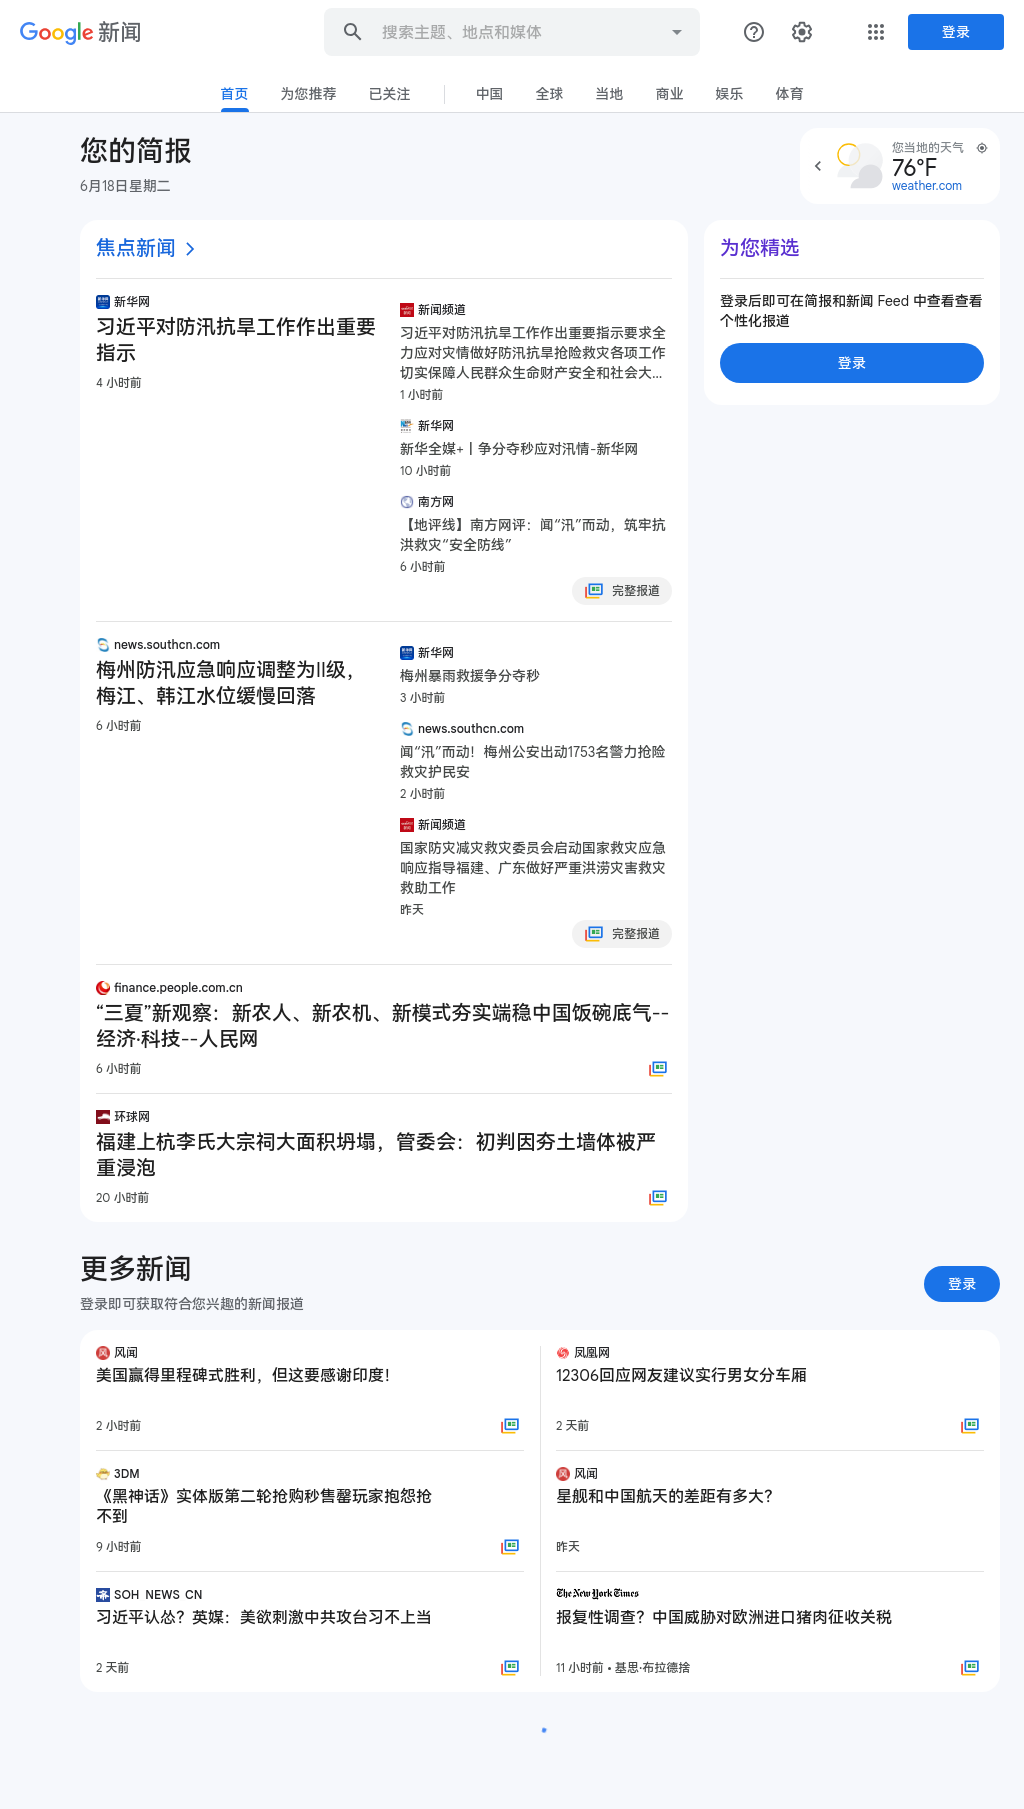 Google 新闻
搜索主题、地点和媒体
登录
首页 为您推荐 已关注 中国 全球 当地 商业 娱乐 体育
您的简报
6月18日星期二
您当地的天气
76°F
weather.com
焦点新闻
新华网
习近平对防汛抗旱工作作出重要
指示
4 小时前
新闻频道
习近平对防汛抗旱工作作出重要指示要求全
力应对灾情做好防汛抗旱抢险救灾各项工作
切实保障人民群众生命财产安全和社会大...
1 小时前
新华网
新华全媒+丨争分夺秒应对汛情-新华网
10 小时前
南方网
【地评线】南方网评：闻“汛”而动，筑牢抗
洪救灾“安全防线”
6 小时前
完整报道
news.southcn.com
梅州防汛应急响应调整为Ⅱ级，
梅江、韩江水位缓慢回落
6 小时前
新华网
梅州暴雨救援争分夺秒
3 小时前
news.southcn.com
闻“汛”而动！梅州公安出动1753名警力抢险
救灾护民安
2 小时前
新闻频道
国家防灾减灾救灾委员会启动国家救灾应急
响应指导福建、广东做好严重洪涝灾害救灾
救助工作
昨天
完整报道
finance.people.com.cn
“三夏”新观察：新农人、新农机、新模式夯实端稳中国饭碗底气--
经济·科技--人民网
6 小时前
环球网
福建上杭李氏大宗祠大面积坍塌，管委会：初判因夯土墙体被严
重浸泡
20 小时前
为您精选
登录后即可在简报和新闻 Feed 中查看查看
个性化报道
登录
更多新闻
登录即可获取符合您兴趣的新闻报道
登录
风闻
美国赢得里程碑式胜利，但这要感谢印度！
2 小时前
凤凰网
12306回应网友建议实行男女分车厢
2 天前
3DM
《黑神话》实体版第二轮抢购秒售罄玩家抱怨抢
不到
9 小时前
风闻
星舰和中国航天的差距有多大？
昨天
SOH_NEWS_CN
习近平认怂？英媒：美欲刺激中共攻台习不上当
2 天前
The New York Times
报复性调查？中国威胁对欧洲进口猪肉征收关税
11 小时前 • 基思·布拉德捨